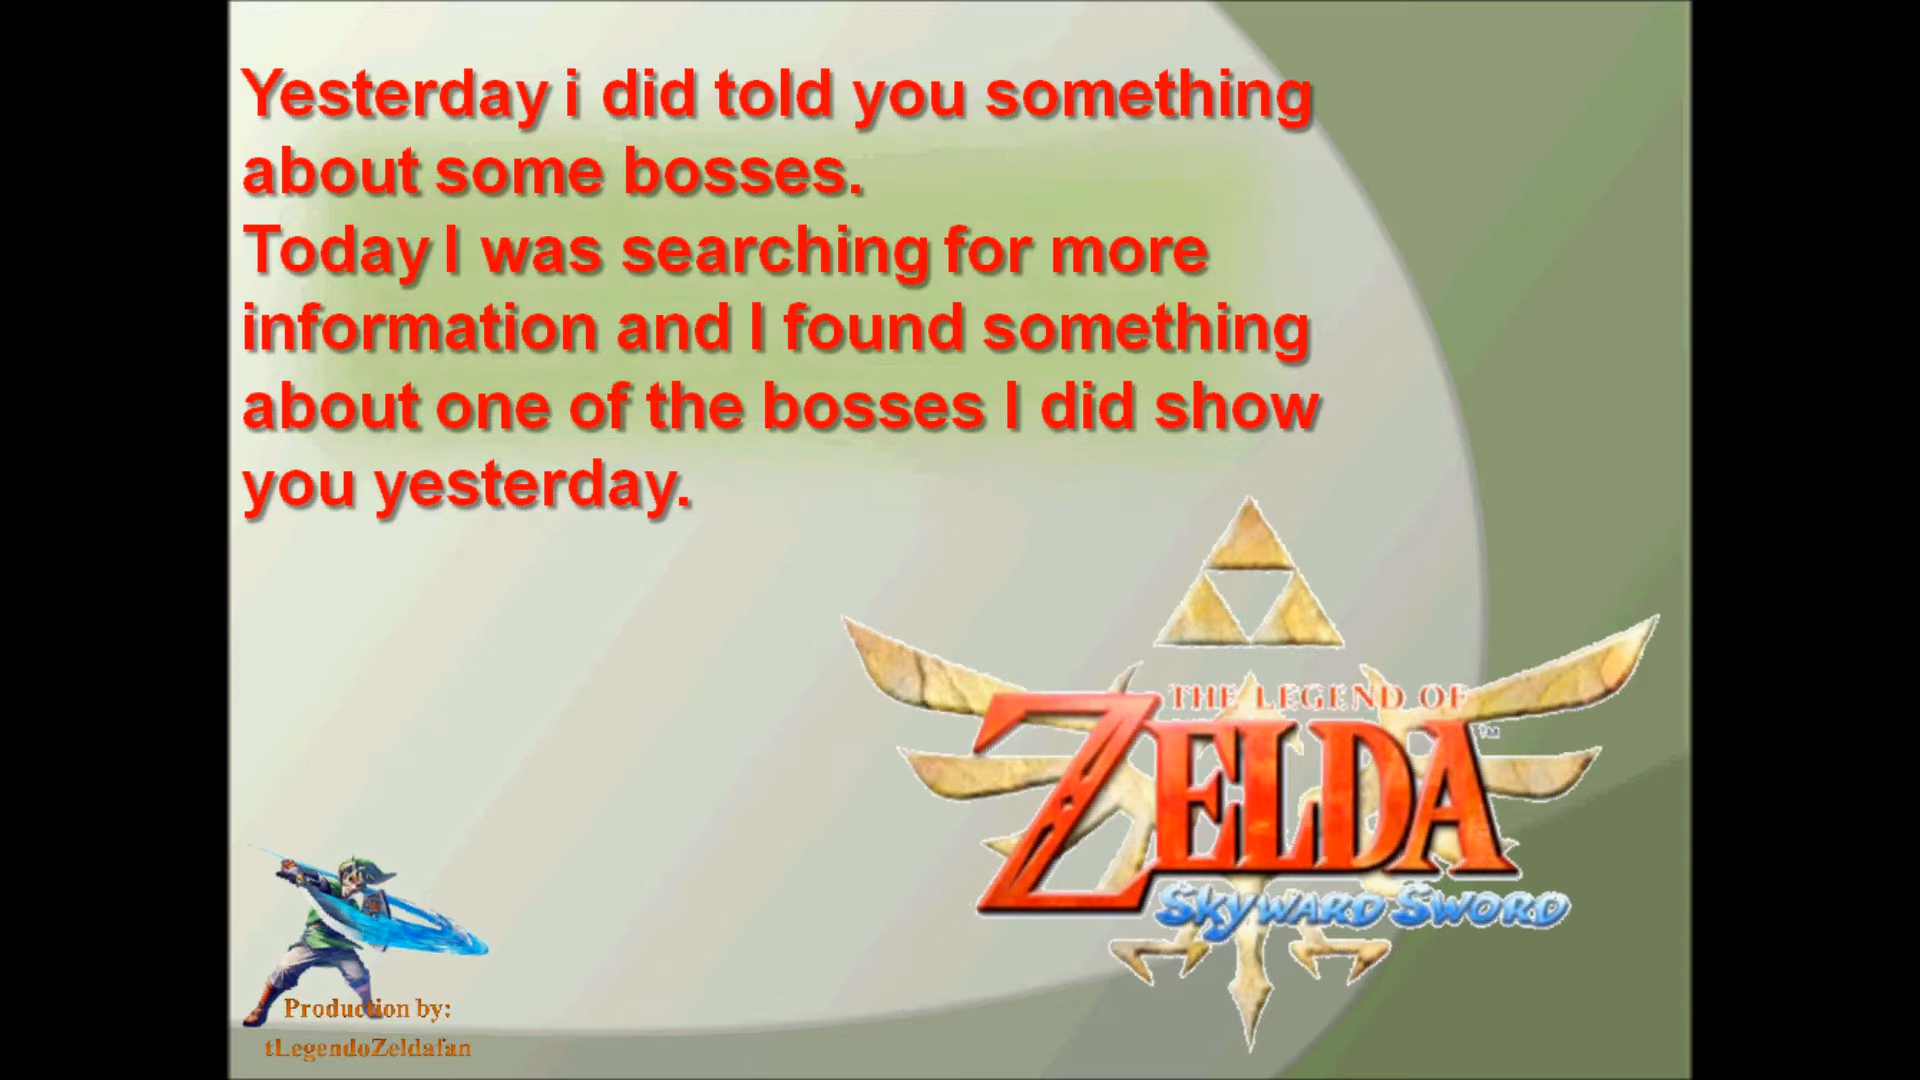 Yesterday i did told you something
about some bosses.
Today I was searching for more
information and I found something
about one of the bosses I did show
you yesterday.
THE LEGEND OF
ZELDA
TM
SKYWARD SWORD
Production by:
tLegendoZeldafan